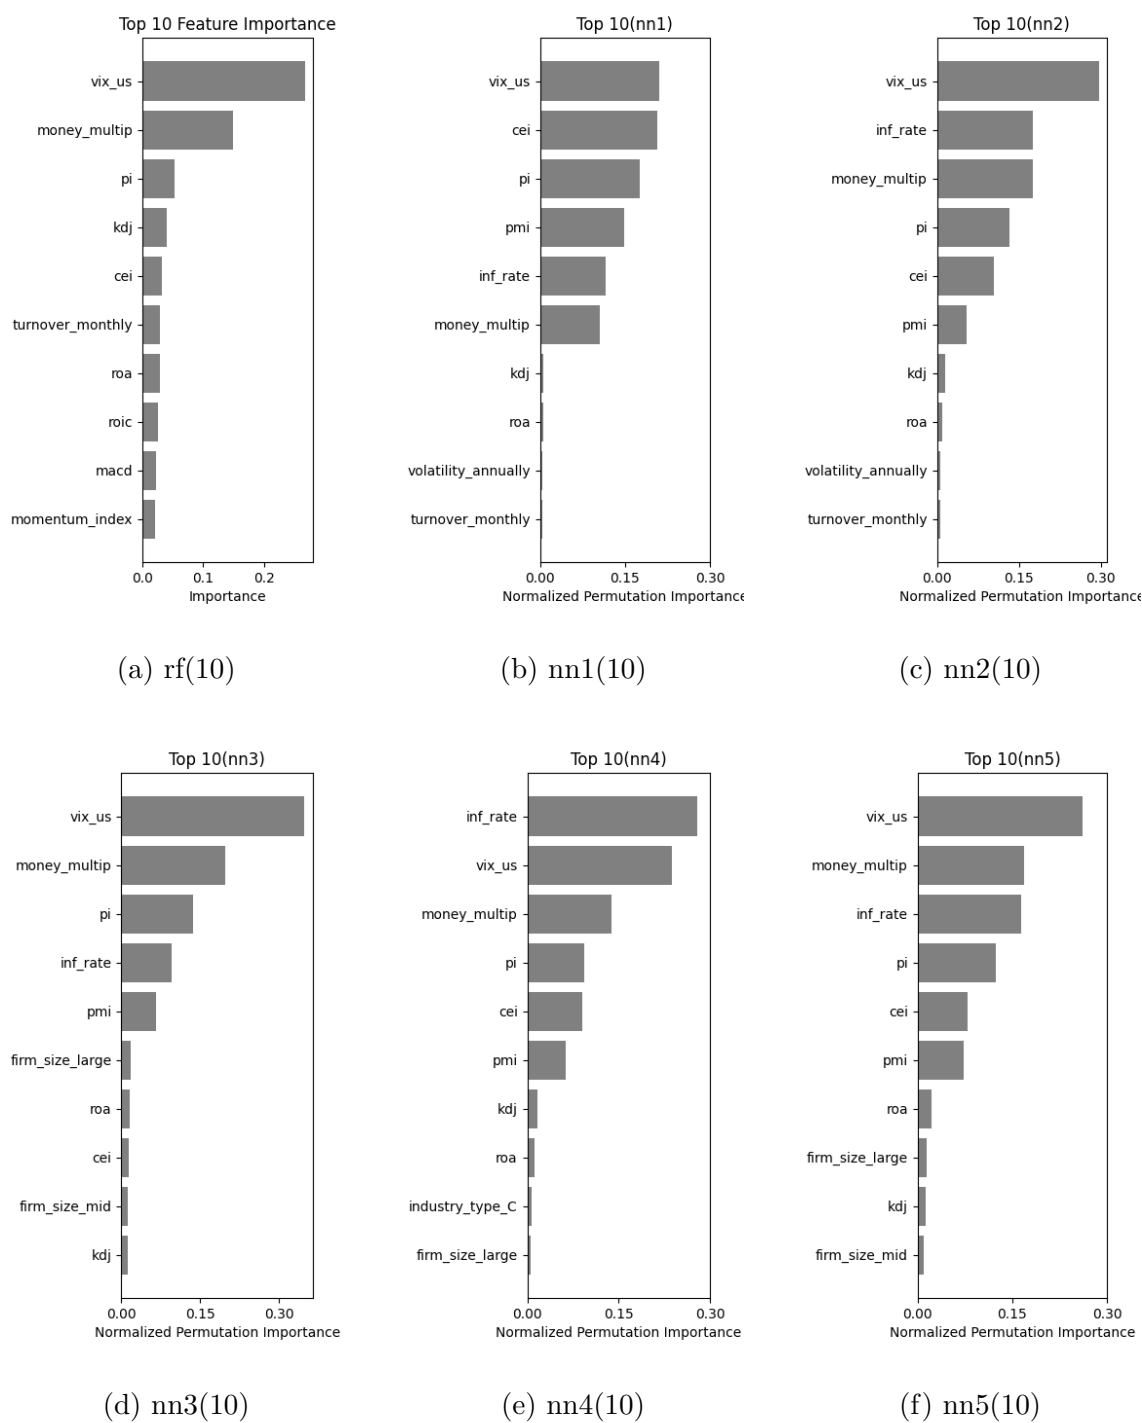 Top 10 Feature Importance
vix_us
money_multip
pi
kdj
cei
turnover_monthly
roa
roic
macd
momentum_index
0.0 0.1 0.2
Importance
(a) rf(10)
Top 10(nn1)
vix_us
cei
pi
pmi
inf_rate
money_multip
kdj
roa
volatility_annually
turnover_monthly
0.00 0.15 0.30
Normalized Permutation Importance
(b) nn1(10)
Top 10(nn2)
vix_us
inf_rate
money_multip
pi
cei
pmi
kdj
roa
volatility_annually
turnover_monthly
0.00 0.15 0.30
Normalized Permutation Importance
(c) nn2(10)
Top 10(nn3)
vix_us
money_multip
pi
inf_rate
pmi
firm_size_large
roa
cei
firm_size_mid
kdj
0.00 0.15 0.30
Normalized Permutation Importance
(d) nn3(10)
Top 10(nn4)
inf_rate
vix_us
money_multip
pi
cei
pmi
kdj
roa
industry_type_C
firm_size_large
0.00 0.15 0.30
Normalized Permutation Importance
(e) nn4(10)
Top 10(nn5)
vix_us
money_multip
inf_rate
pi
cei
pmi
roa
firm_size_large
kdj
firm_size_mid
0.00 0.15 0.30
Normalized Permutation Importance
(f) nn5(10)